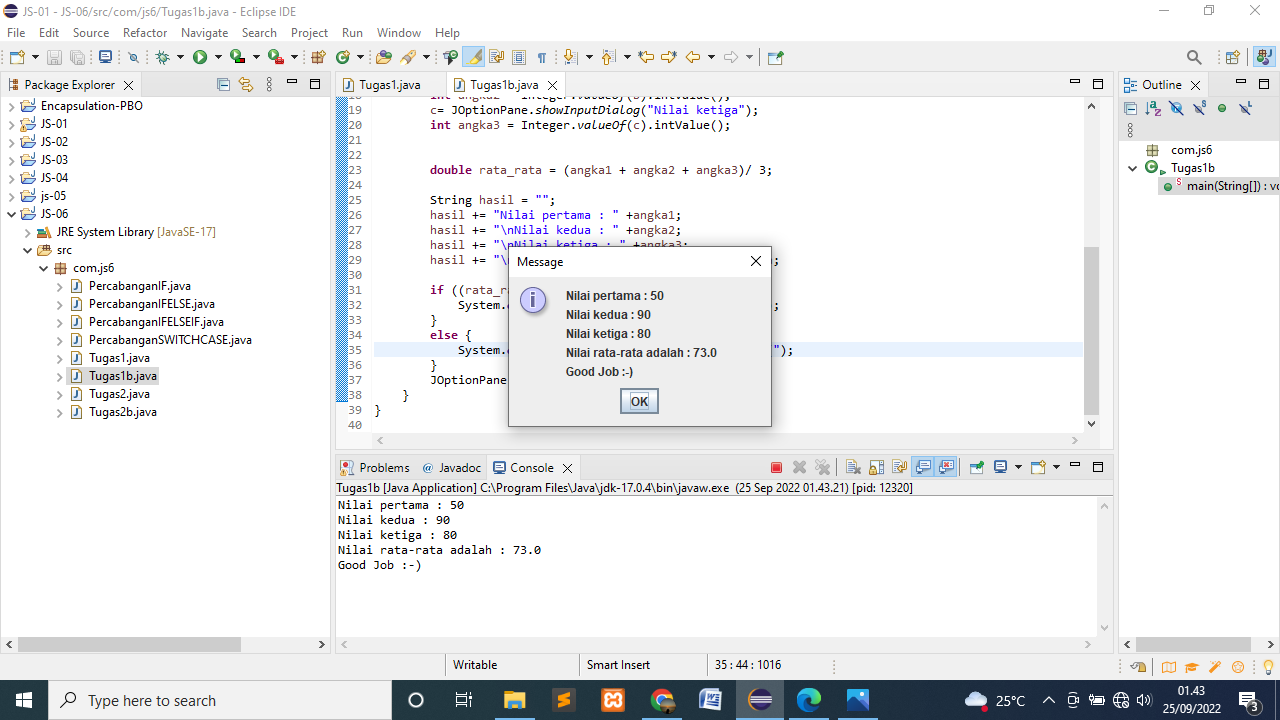 JS-01 - JS-06/src/com/js6/Tugas1b.java - Eclipse IDE
File Edit Source Refactor Navigate Search Project Run Window Help
Package Explorer
Encapsulation-PBO
JS-01
JS-02
JS-03
JS-04
js-05
JS-06
JRE System Library [JavaSE-17]
src
com.js6
PercabanganIF.java
PercabanganIFELSE.java
PercabanganIFELSEIF.java
PercabanganSWITCHCASE.java
Tugas1.java
Tugas1b.java
Tugas2.java
Tugas2b.java
Tugas1.java Tugas1b.java
19 c= JOptionPane.showInputDialog("Nilai ketiga");
20 int angka3 = Integer.valueOf(c).intValue();
21
22
23 double rata_rata = (angka1 + angka2 + angka3)/ 3;
24
25 String hasil = "";
26 hasil += "Nilai pertama : " +angka1;
27 hasil += "\nNilai kedua : " +angka2;
28 hasil += "\nNilai ketiga : " +angka3;
29 hasil += "\ ;
30
31 if ((rata_r
32 System. ;
33 }
34 else {
35 System. ");
36 }
37 JOptionPane
38 }
39 }
40
Message
Nilai pertama : 50
Nilai kedua : 90
Nilai ketiga : 80
Nilai rata-rata adalah : 73.0
Good Job :-)
OK
Outline
com.js6
Tugas1b
main(String[]) : vo
Problems Javadoc Console
Tugas1b [Java Application] C:\Program Files\Java\jdk-17.0.4\bin\javaw.exe (25 Sep 2022 01.43.21) [pid: 12320]
Nilai pertama : 50
Nilai kedua : 90
Nilai ketiga : 80
Nilai rata-rata adalah : 73.0
Good Job :-)
Writable Smart Insert 35 : 44 : 1016
Type here to search
25°C
01.43
25/09/2022
3